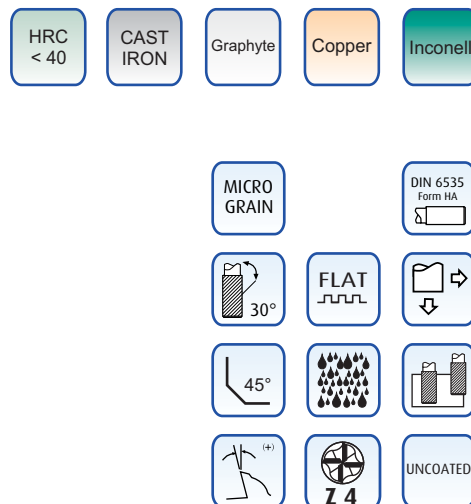 HRC
< 40
CAST
IRON
Graphyte
Copper
Inconell
MICRO
GRAIN
DIN 6535
Form HA
30°
FLAT
45°
(+)
Z 4
UNCOATED